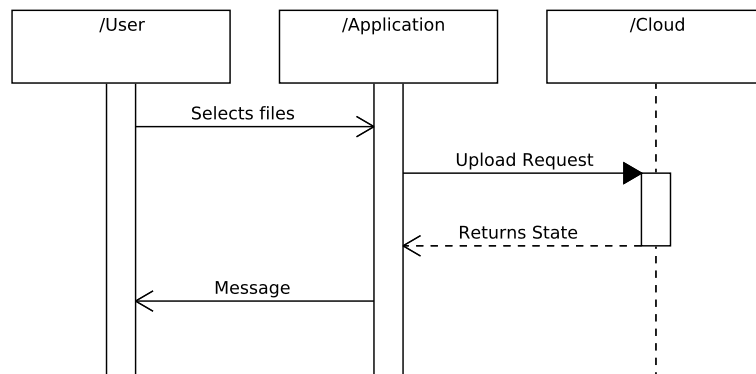 /User
/Application
/Cloud
Selects files
Upload Request
Returns State
Message